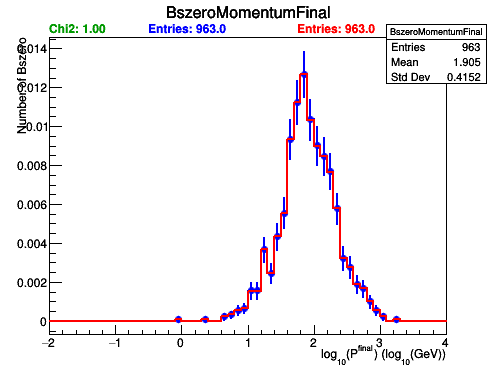 BszeroMomentumFinal
Chi2: 1.00 Entries: 963.0 Entries: 963.0
BszeroMomentumFinal
Entries 963
Mean 1.905
Std Dev 0.4152
Number of Bszero
0.014
0.012
0.01
0.008
0.006
0.004
0.002
0
−2 −1 0 1 2 3 4
log10(Pfinal) (log10(GeV))